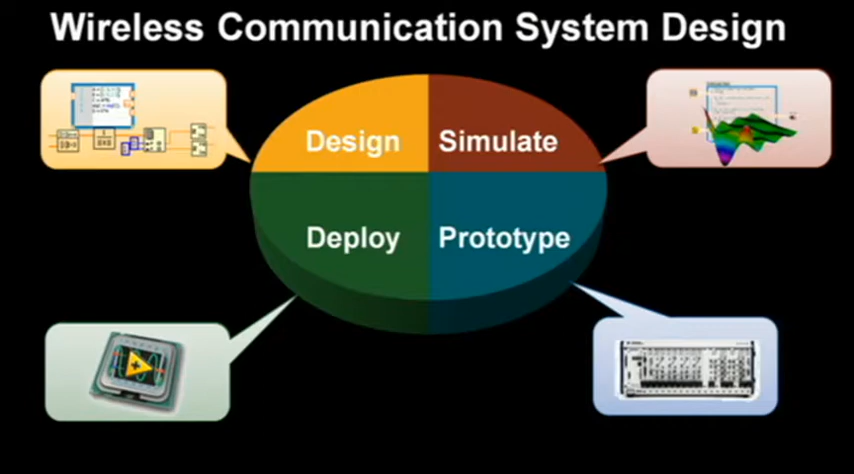 Wireless Communication System Design
Design
Simulate
Deploy
Prototype